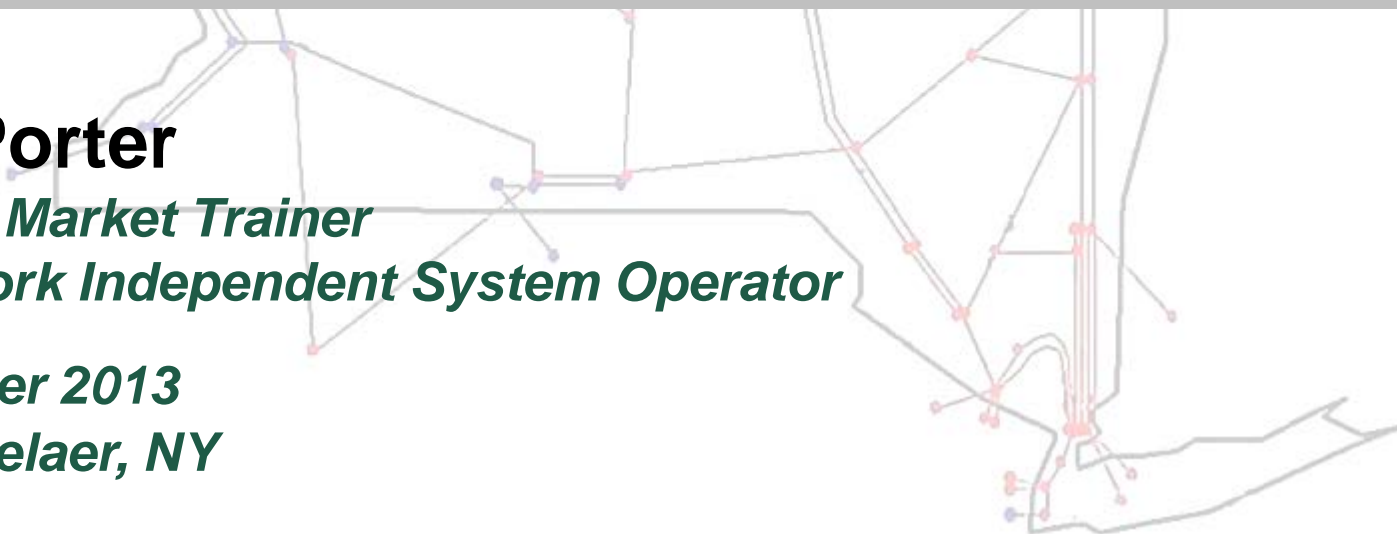 Porter
Market Trainer
ork Independent System Operator
er 2013
elaer, NY